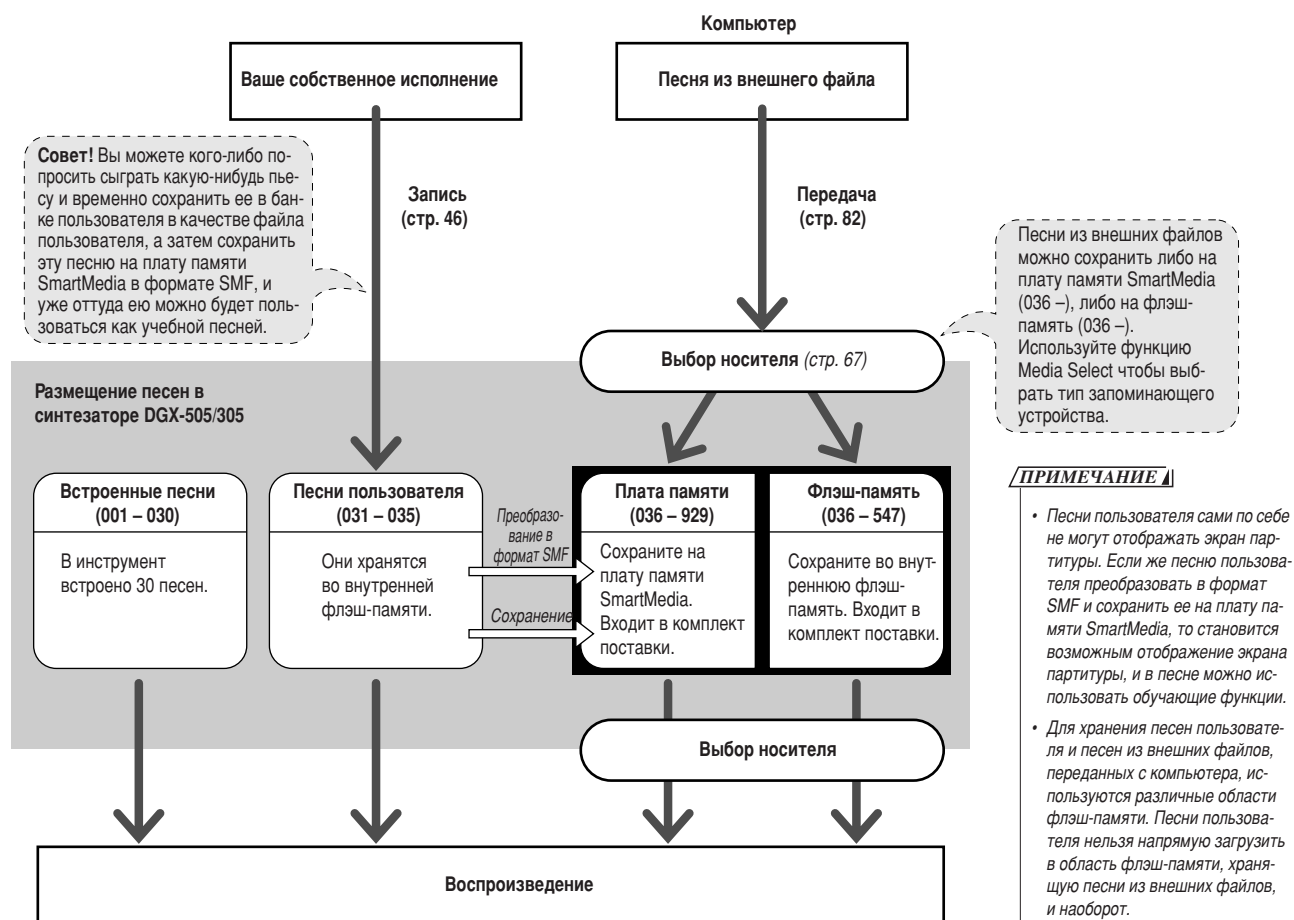 Компьютер
Ваше собственное исполнение
Песня из внешнего файла
Совет! Вы можете кого-либо по-
просить сыграть какую-нибудь пье-
су и временно сохранить ее в бан-
ке пользователя в качестве файла
пользователя, а затем сохранить
эту песню на плату памяти
SmartMedia в формате SMF, и
уже оттуда ею можно будет поль-
зоваться как учебной песней.
Запись
(стр. 46)
Передача
(стр. 82)
Песни из внешних файлов
можно сохранить либо на
плату памяти SmartMedia
(036 –), либо на флэш-
память (036 –).
Используйте функцию
Media Select чтобы выб-
рать тип запоминающего
устройства.
Выбор носителя (стр. 67)
Размещение песен в
синтезаторе DGX-505/305
Встроенные песни
(001 – 030)
В инструмент
встроено 30 песен.
Песни пользователя
(031 – 035)
Они хранятся
во внутренней
флэш-памяти.
Преобразо-
вание в
формат SMF
Сохранение
Плата памяти
(036 – 929)
Сохраните на
плату памяти
SmartMedia.
Входит в комплект
поставки.
Флэш-память
(036 – 547)
Сохраните во внут-
реннюю флэш-
память. Входит в
комплект поставки.
Выбор носителя
Воспроизведение
ПРИМЕЧАНИЕ
• Песни пользователя сами по себе
не могут отображать экран пар-
титуры. Если же песню пользова-
теля преобразовать в формат
SMF и сохранить ее на плату па-
мяти SmartMedia, то становится
возможным отображение экрана
партитуры, и в песне можно ис-
пользовать обучающие функции.
• Для хранения песен пользовате-
ля и песен из внешних файлов,
переданных с компьютера, ис-
пользуются различные области
флэш-памяти. Песни пользова-
теля нельзя напрямую загрузить
в область флэш-памяти, храня-
щую песни из внешних файлов,
и наоборот.